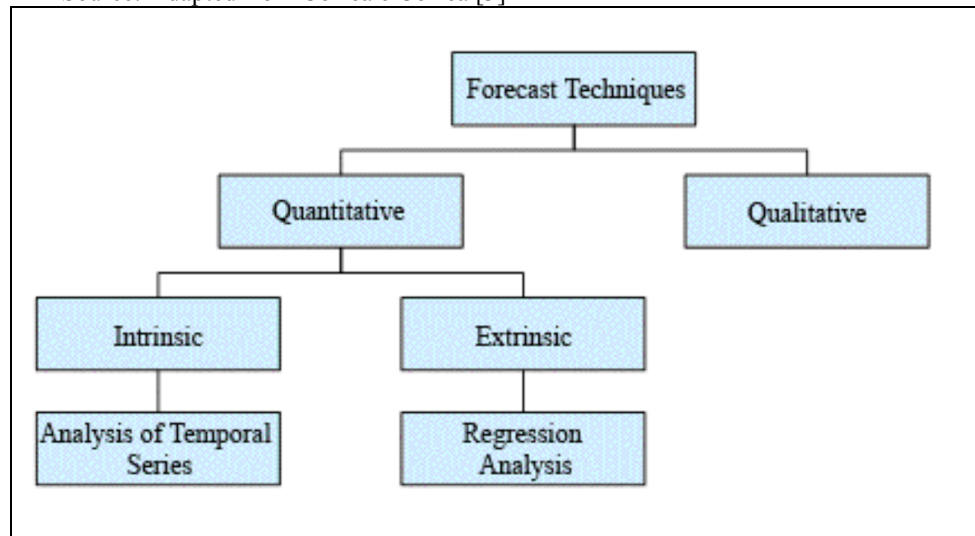 Forecast Techniques
Quantitative
Qualitative
Intrinsic
Extrinsic
Analysis of Temporal
Series
Regression
Analysis